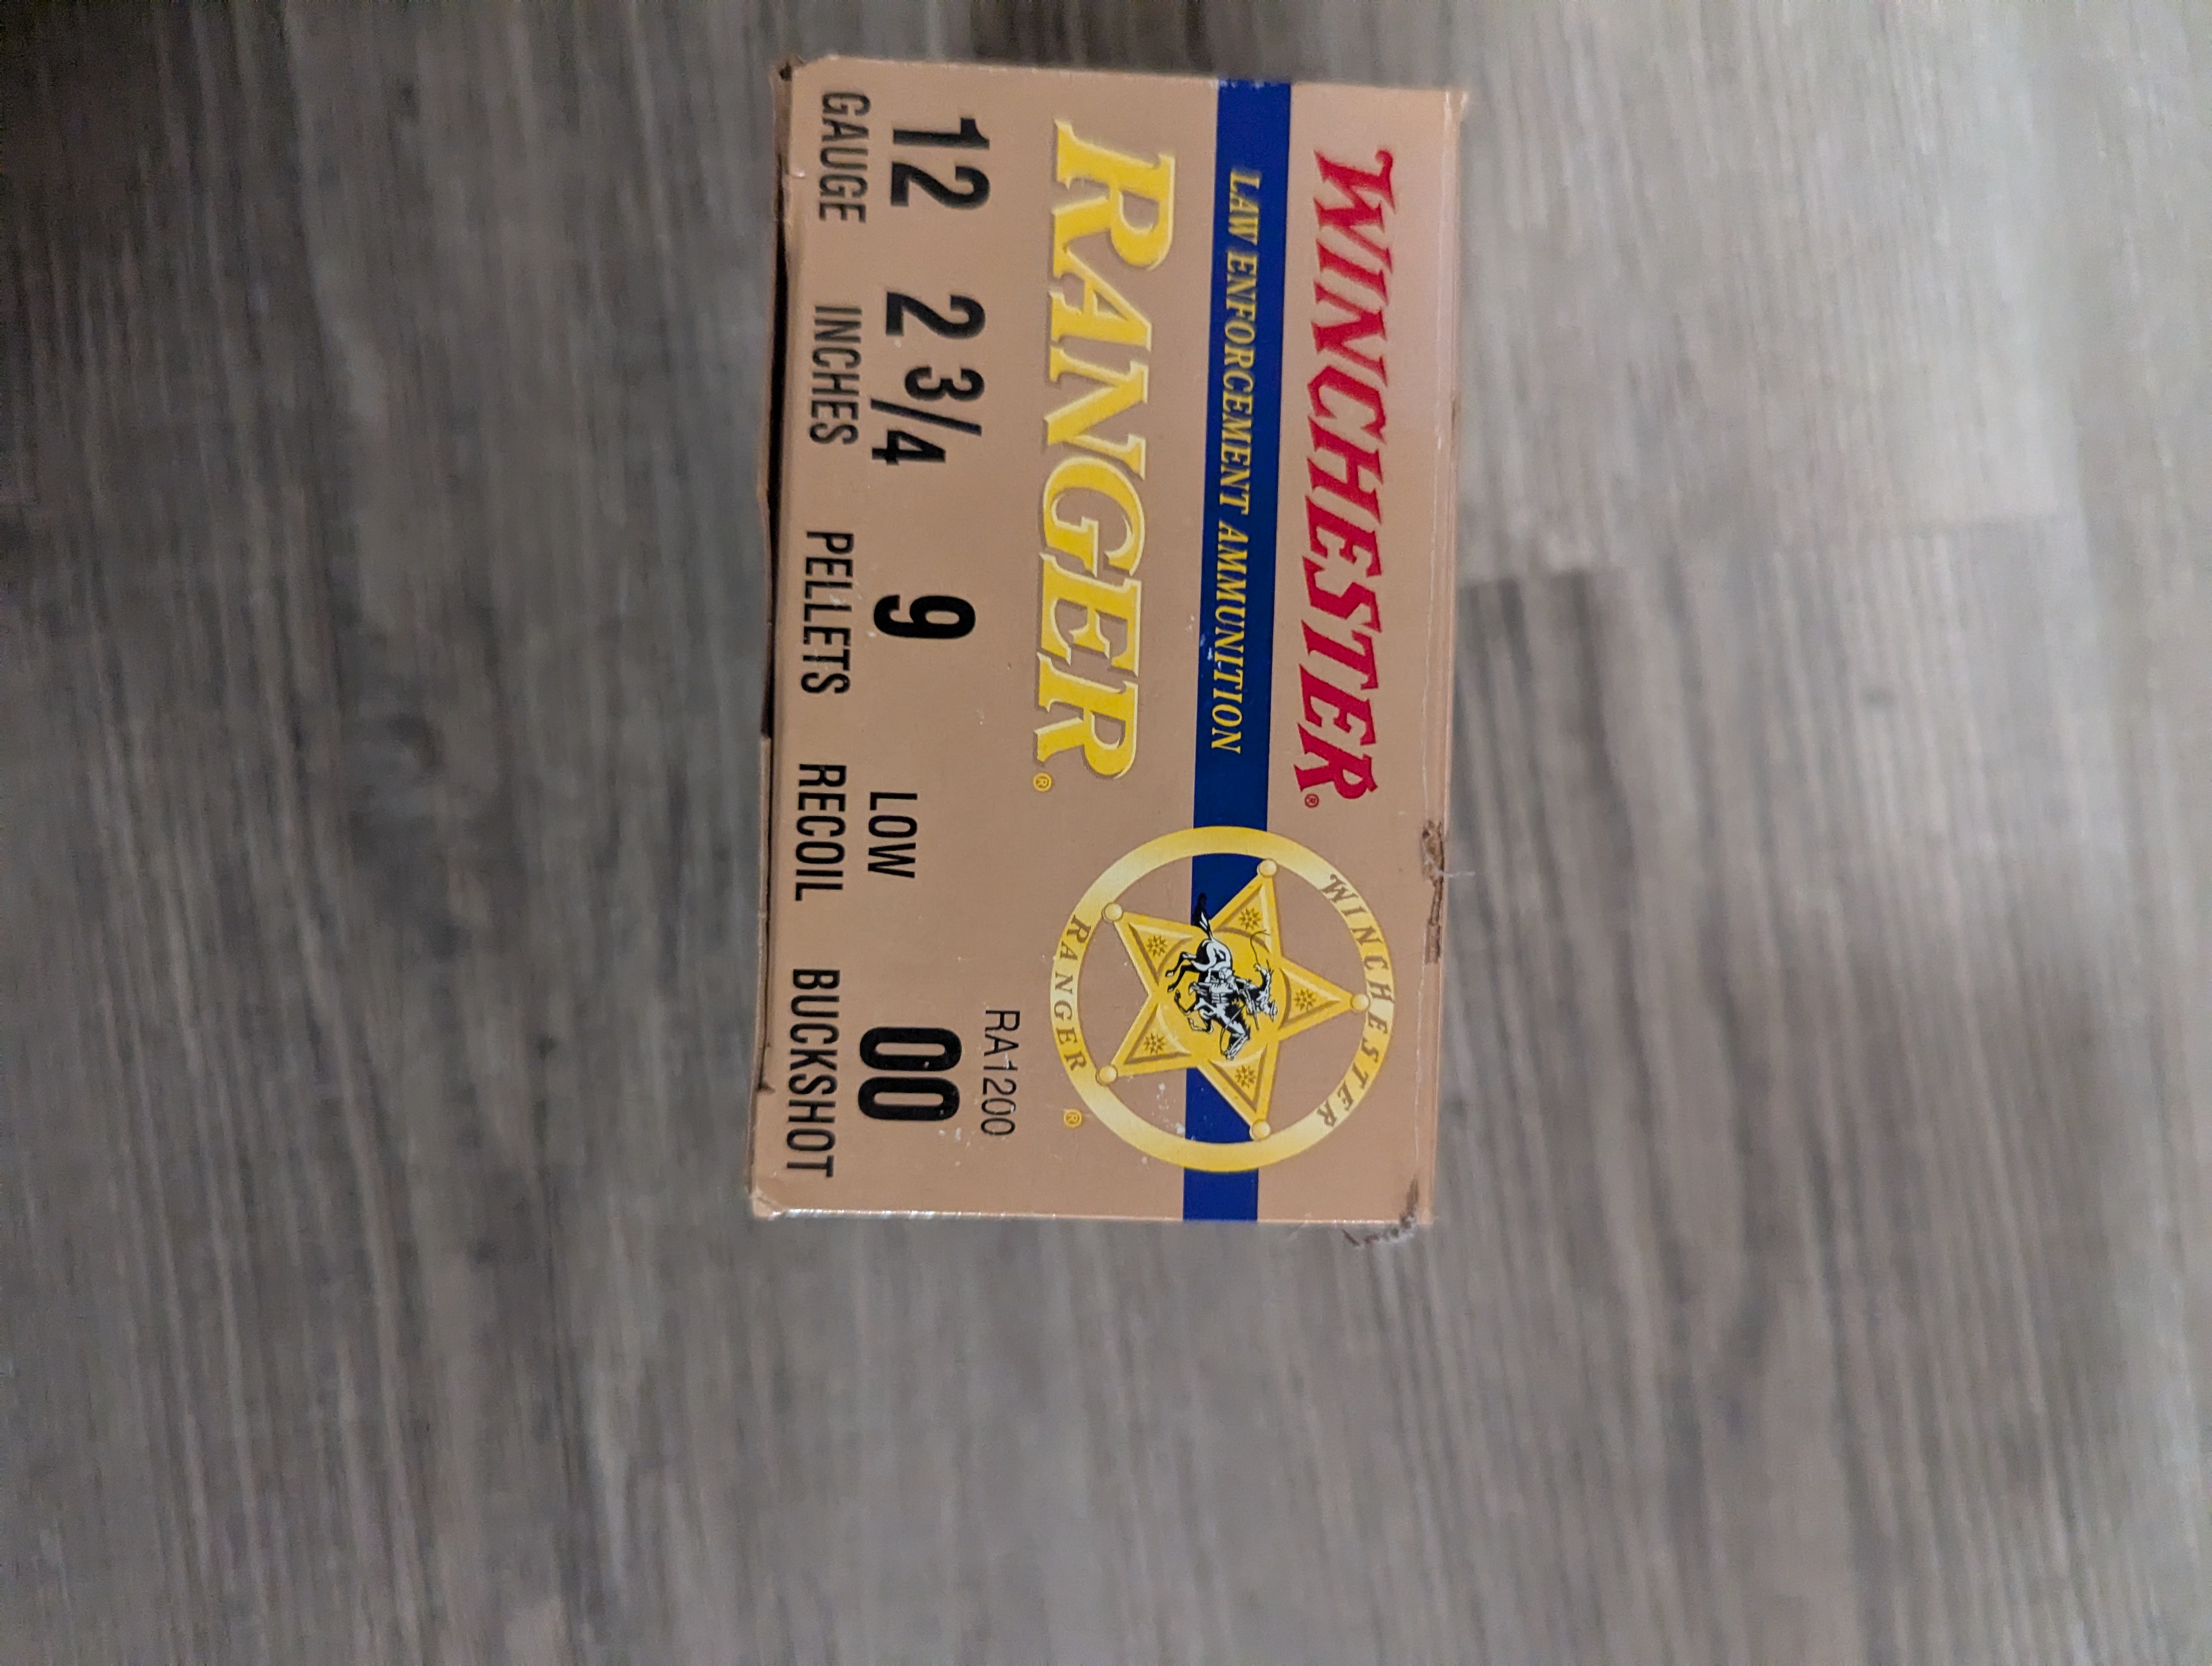 WINCHESTER®
LAW ENFORCEMENT AMMUNITION
RANGER®
WINCHESTER
RANGER ®
RA1200
12 2 3/4 9 LOW 00
GAUGE INCHES PELLETS RECOIL BUCKSHOT